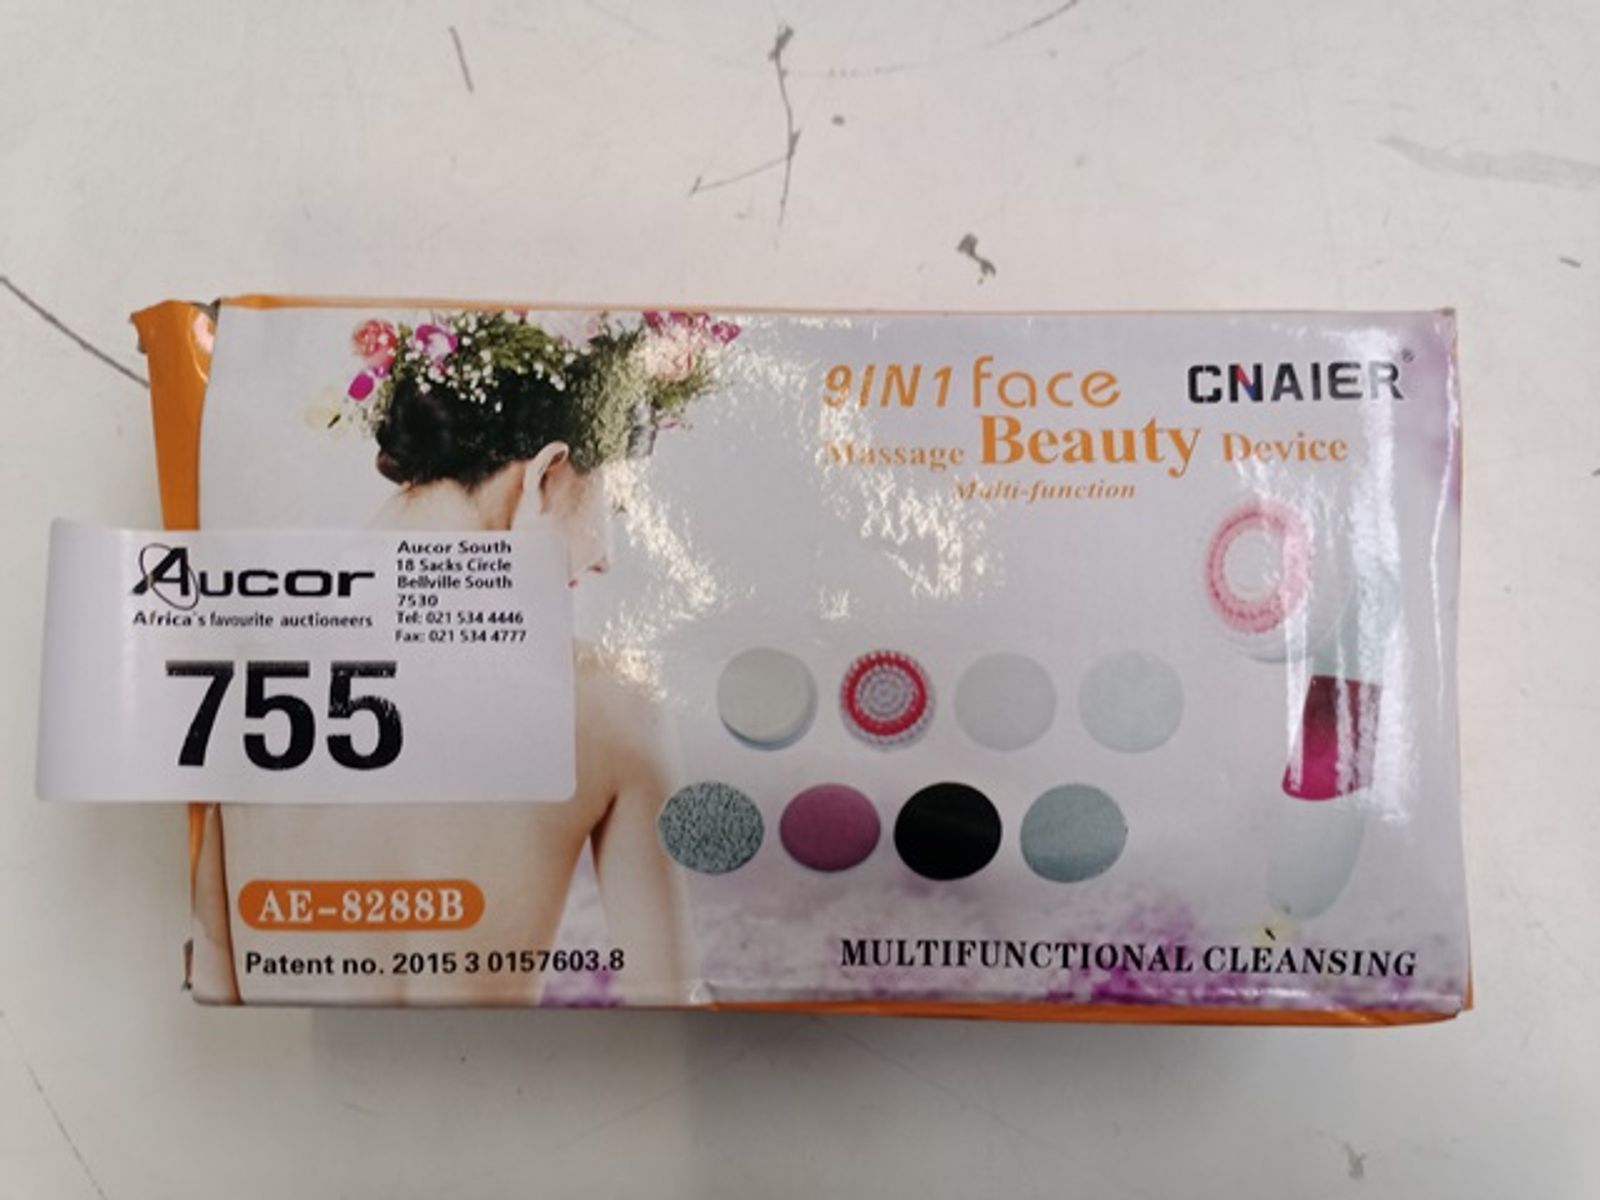 9IN1 face CNAIER®
Massage Beauty Device
Multi-function
Aucor
Africa's favourite auctioneers
Aucor South
18 Sacks Circle
Bellville South
7530
Tel: 021 534 4446
Fax: 021 534 4777
755
AE-8288B
Patent no. 2015 3 0157603.8
MULTIFUNCTIONAL CLEANSING